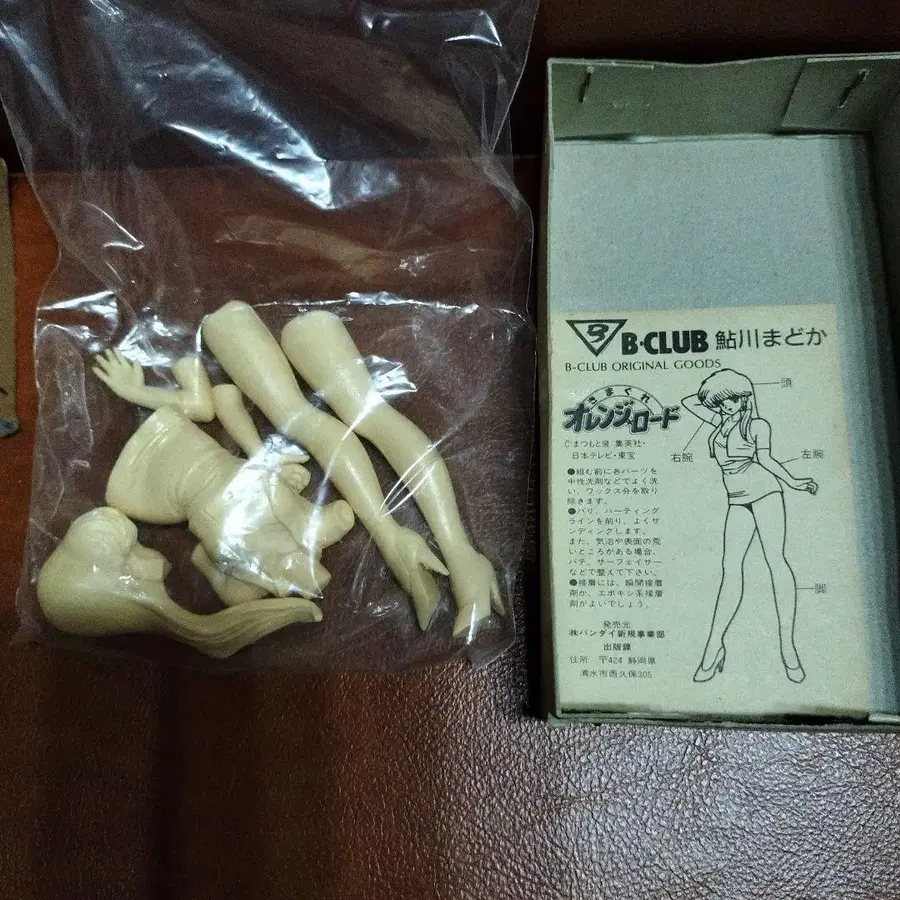 B-CLUB 鮎川まどか
B-CLUB ORIGINAL GOODS
きまぐれ
オレンジ★ロード
©まつもと泉 集英社・
日本テレビ・東宝
頭
右腕
左腕
脚
●組む前に各パーツを
中性洗剤などでよく洗
い、ワックス分を取り
除きます。
●バリ、パーティング
ラインを削り、よくサ
ンディングします。
また、気泡や表面の荒
いところがある場合、
パテ、サーフェイサー
などで整えて下さい。
●接着には、瞬間接着
剤か、エポキシ系接着
剤がよいでしょう。
発売元
㈱バンダイ新規事業部
出版課
住所 〒424 静岡県
清水市西久保305